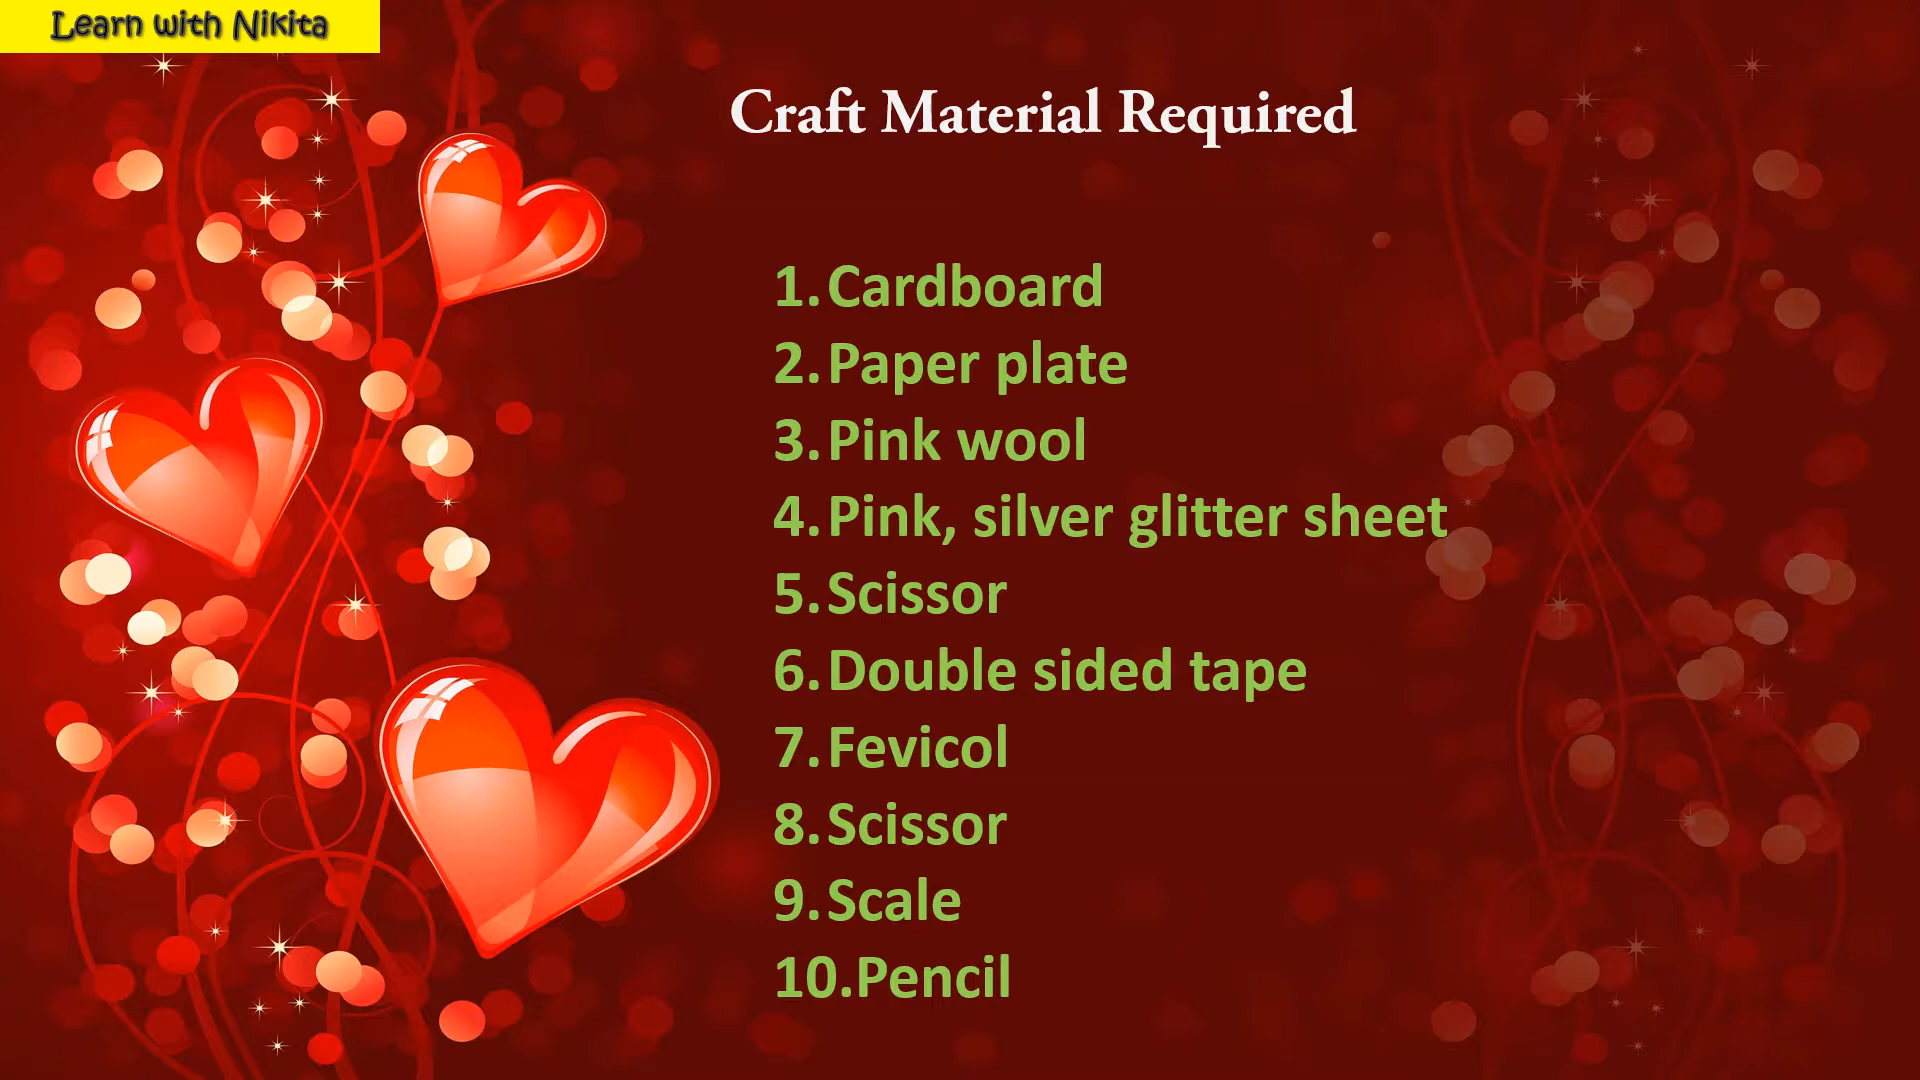 Learn with Nikita
Craft Material Required
1. Cardboard
2. Paper plate
3. Pink wool
4. Pink, silver glitter sheet
5. Scissor
6. Double sided tape
7. Fevicol
8. Scissor
9. Scale
10. Pencil